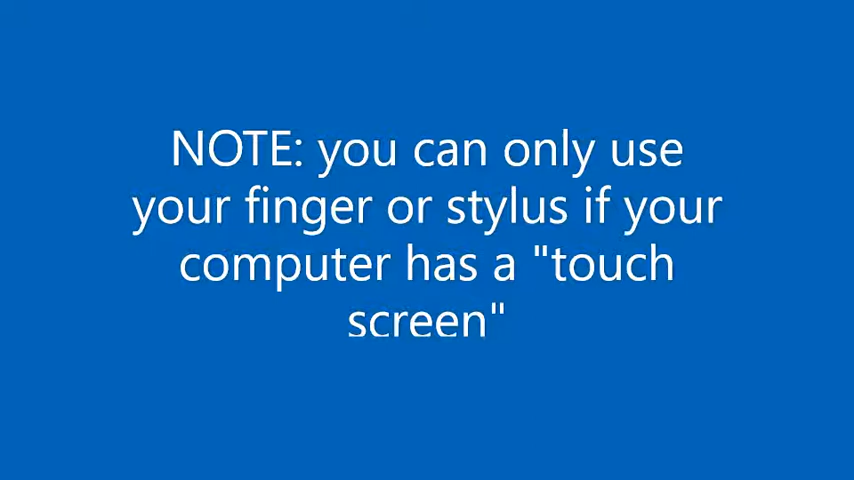 NOTE: you can only use
your finger or stylus if your
computer has a "touch
screen"